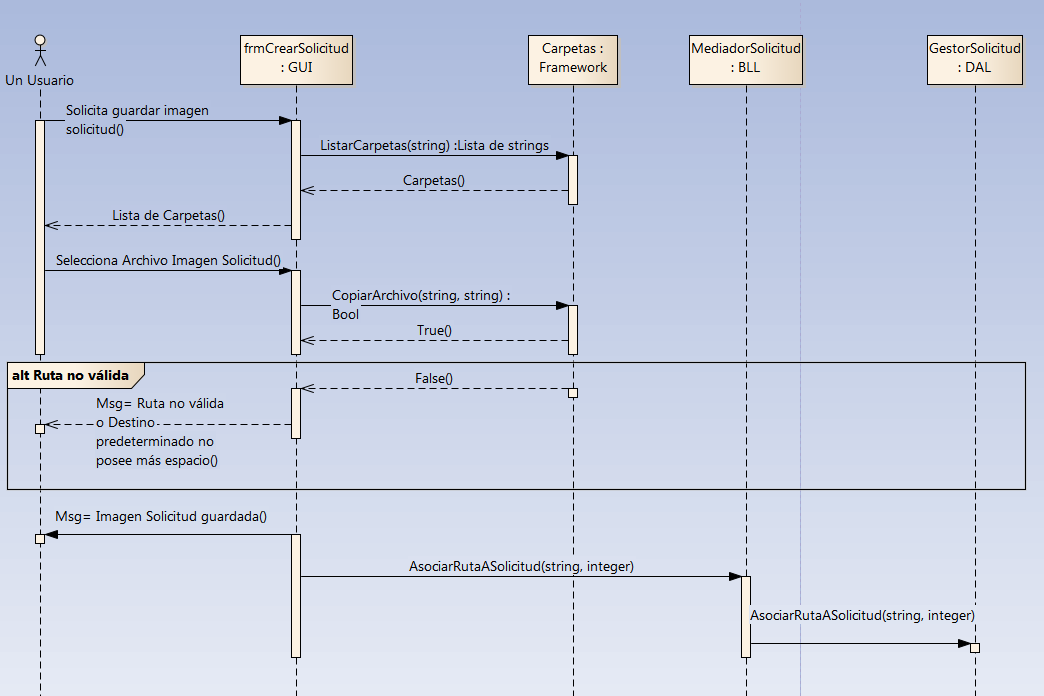 Un Usuario
frmCrearSolicitud
: GUI
Carpetas :
Framework
MediadorSolicitud
: BLL
GestorSolicitud
: DAL
Solicita guardar imagen
solicitud()
ListarCarpetas(string) :Lista de strings
Carpetas()
Lista de Carpetas()
Selecciona Archivo Imagen Solicitud()
CopiarArchivo(string, string) :
Bool
True()
alt Ruta no válida
False()
Msg= Ruta no válida
o Destino
predeterminado no
posee más espacio()
Msg= Imagen Solicitud guardada()
AsociarRutaASolicitud(string, integer)
AsociarRutaASolicitud(string, integer)